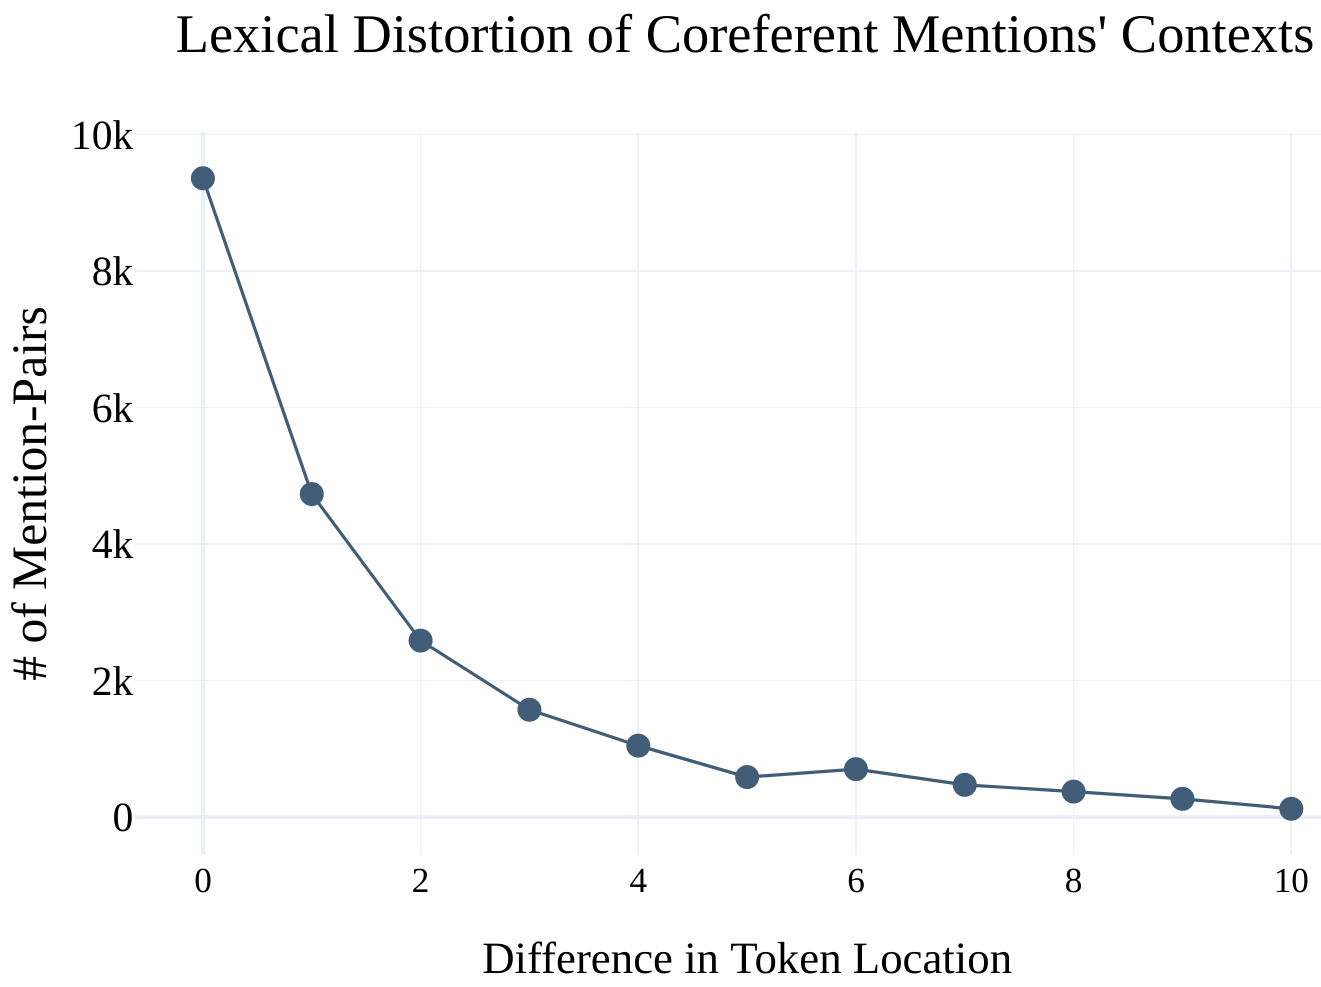 Lexical Distortion of Coreferent Mentions' Contexts
# of Mention-Pairs
10k
8k
6k
4k
2k
0
0 2 4 6 8 10
Difference in Token Location